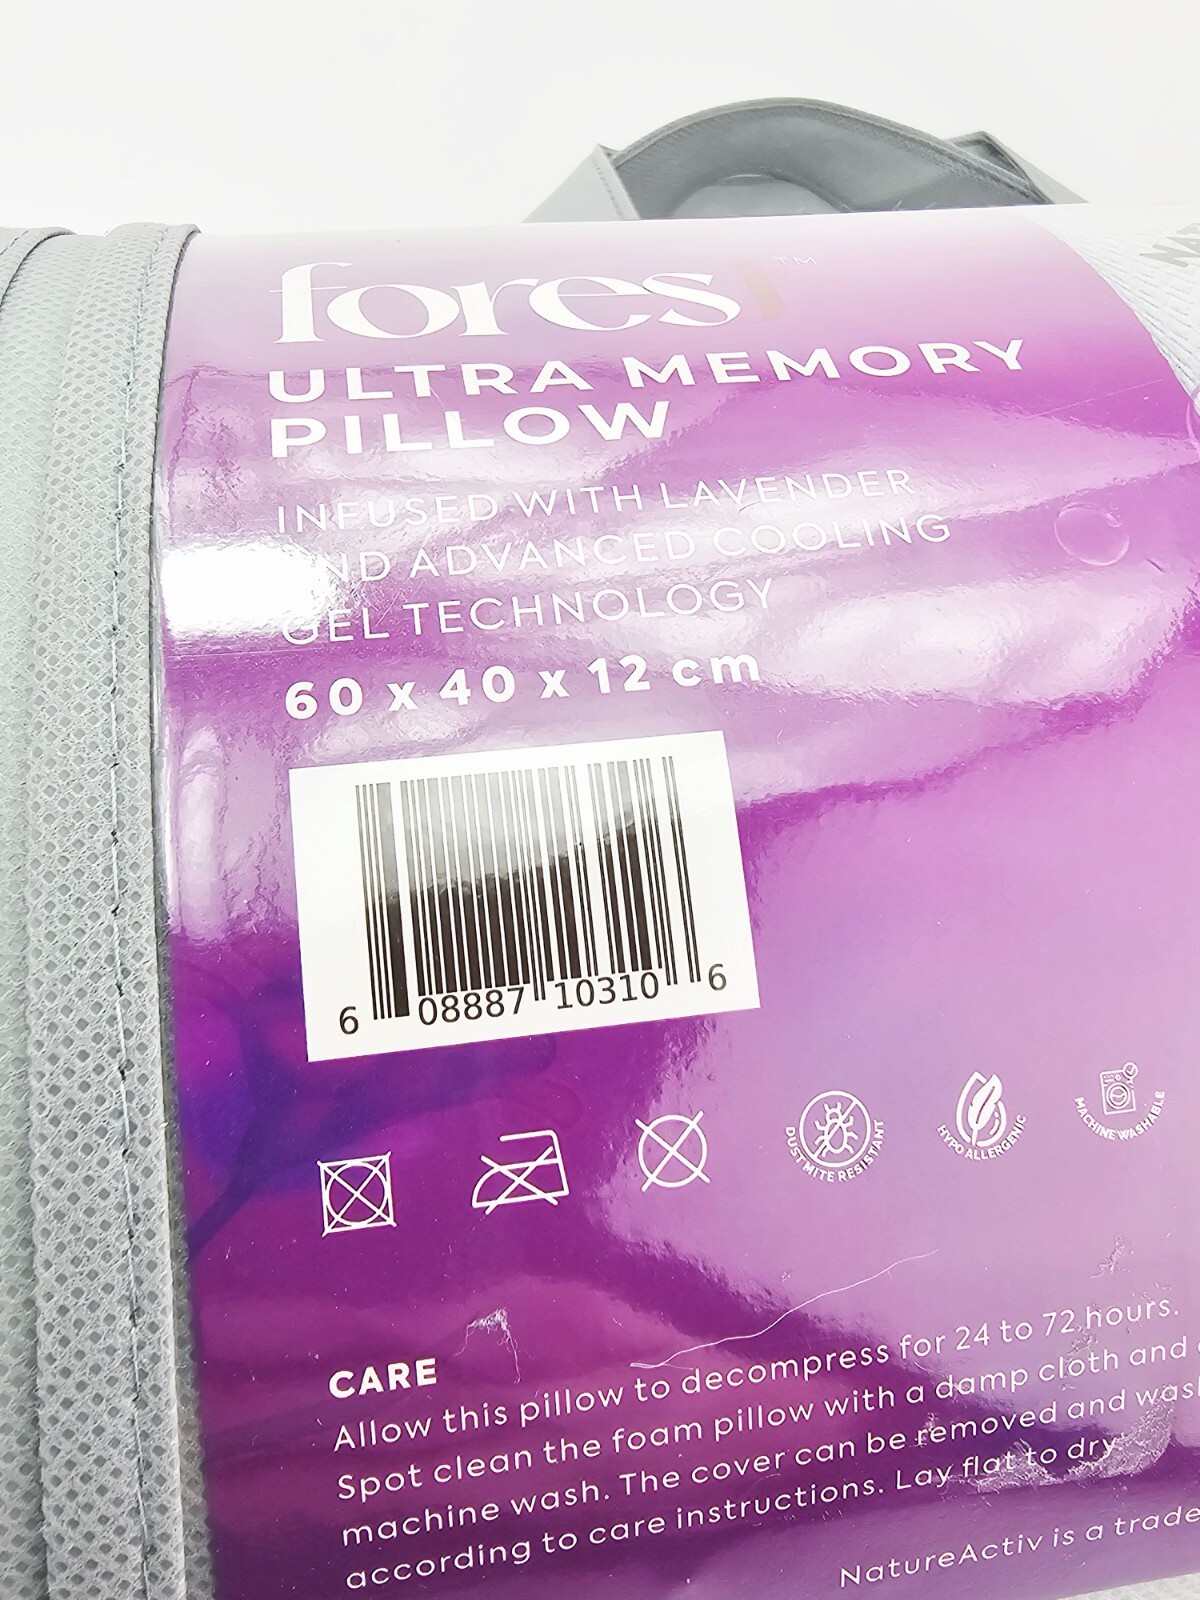 fores
™
ULTRA MEMORY
PILLOW
INFUSED WITH LAVENDER
AND ADVANCED COOLING
GEL TECHNOLOGY
60 x 40 x 12 cm
6 08887 10310 6
DUST MITE RESISTANT
HYPO ALLERGENIC
MACHINE WASHABLE
CARE
Allow this pillow to decompress for 24 to 72 hours.
Spot clean the foam pillow with a damp cloth and
machine wash. The cover can be removed and
according to care instructions. Lay flat to dry
NatureActiv is a